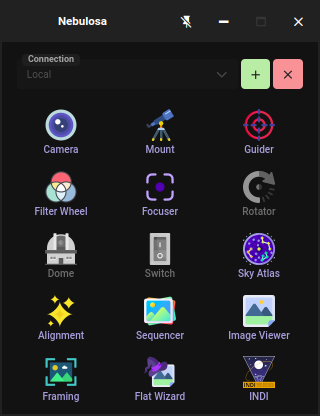 Nebulosa
Connection
Local
Camera
Mount
Guider
Filter Wheel
Focuser
Rotator
Dome
Switch
Sky Atlas
Alignment
Sequencer
Image Viewer
Framing
Flat Wizard
INDI
INDI